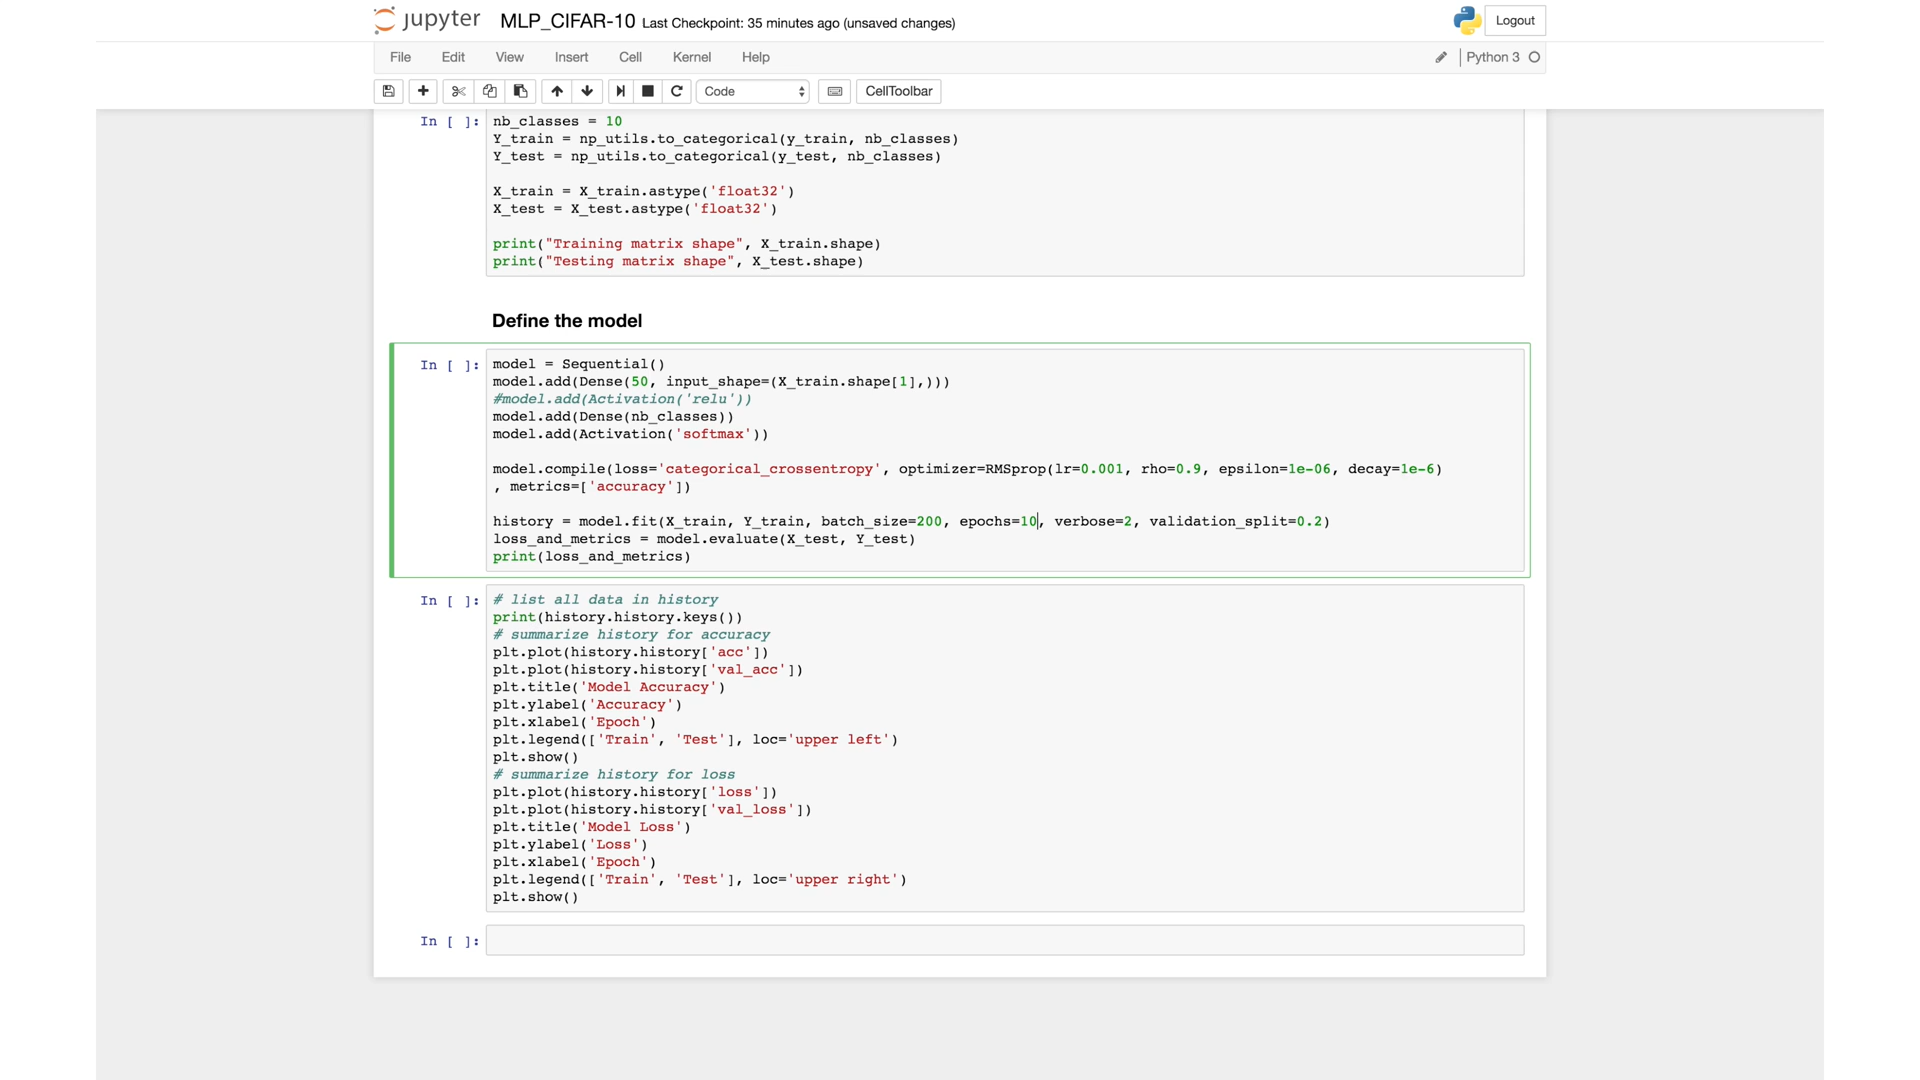 jupyter MLP_CIFAR-10 Last Checkpoint: 35 minutes ago (unsaved changes) Logout
File Edit View Insert Cell Kernel Help Python 3
Code CellToolbar
In [ ]: nb_classes = 10
Y_train = np_utils.to_categorical(y_train, nb_classes)
Y_test = np_utils.to_categorical(y_test, nb_classes)
X_train = X_train.astype('float32')
X_test = X_test.astype('float32')
print("Training matrix shape", X_train.shape)
print("Testing matrix shape", X_test.shape)
Define the model
In [ ]: model = Sequential()
model.add(Dense(50, input_shape=(X_train.shape[1],)))
#model.add(Activation('relu'))
model.add(Dense(nb_classes))
model.add(Activation('softmax'))
model.compile(loss='categorical_crossentropy', optimizer=RMSprop(lr=0.001, rho=0.9, epsilon=1e-06, decay=1e-6)
, metrics=['accuracy'])
history = model.fit(X_train, Y_train, batch_size=200, epochs=10, verbose=2, validation_split=0.2)
loss_and_metrics = model.evaluate(X_test, Y_test)
print(loss_and_metrics)
In [ ]: # list all data in history
print(history.history.keys())
# summarize history for accuracy
plt.plot(history.history['acc'])
plt.plot(history.history['val_acc'])
plt.title('Model Accuracy')
plt.ylabel('Accuracy')
plt.xlabel('Epoch')
plt.legend(['Train', 'Test'], loc='upper left')
plt.show()
# summarize history for loss
plt.plot(history.history['loss'])
plt.plot(history.history['val_loss'])
plt.title('Model Loss')
plt.ylabel('Loss')
plt.xlabel('Epoch')
plt.legend(['Train', 'Test'], loc='upper right')
plt.show()
In [ ]: